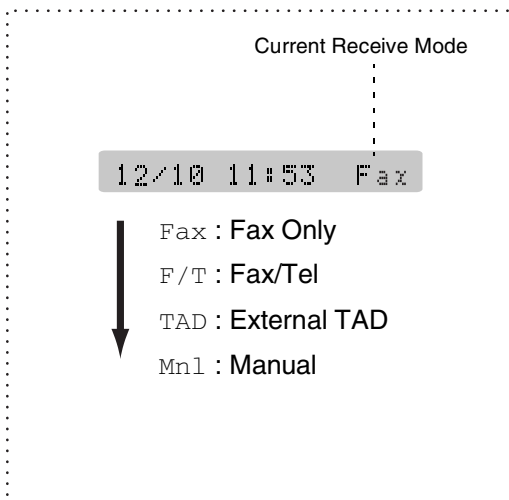 Current Receive Mode
12/10 11:53 Fax
Fax : Fax Only
F/T : Fax/Tel
TAD : External TAD
Mnl : Manual